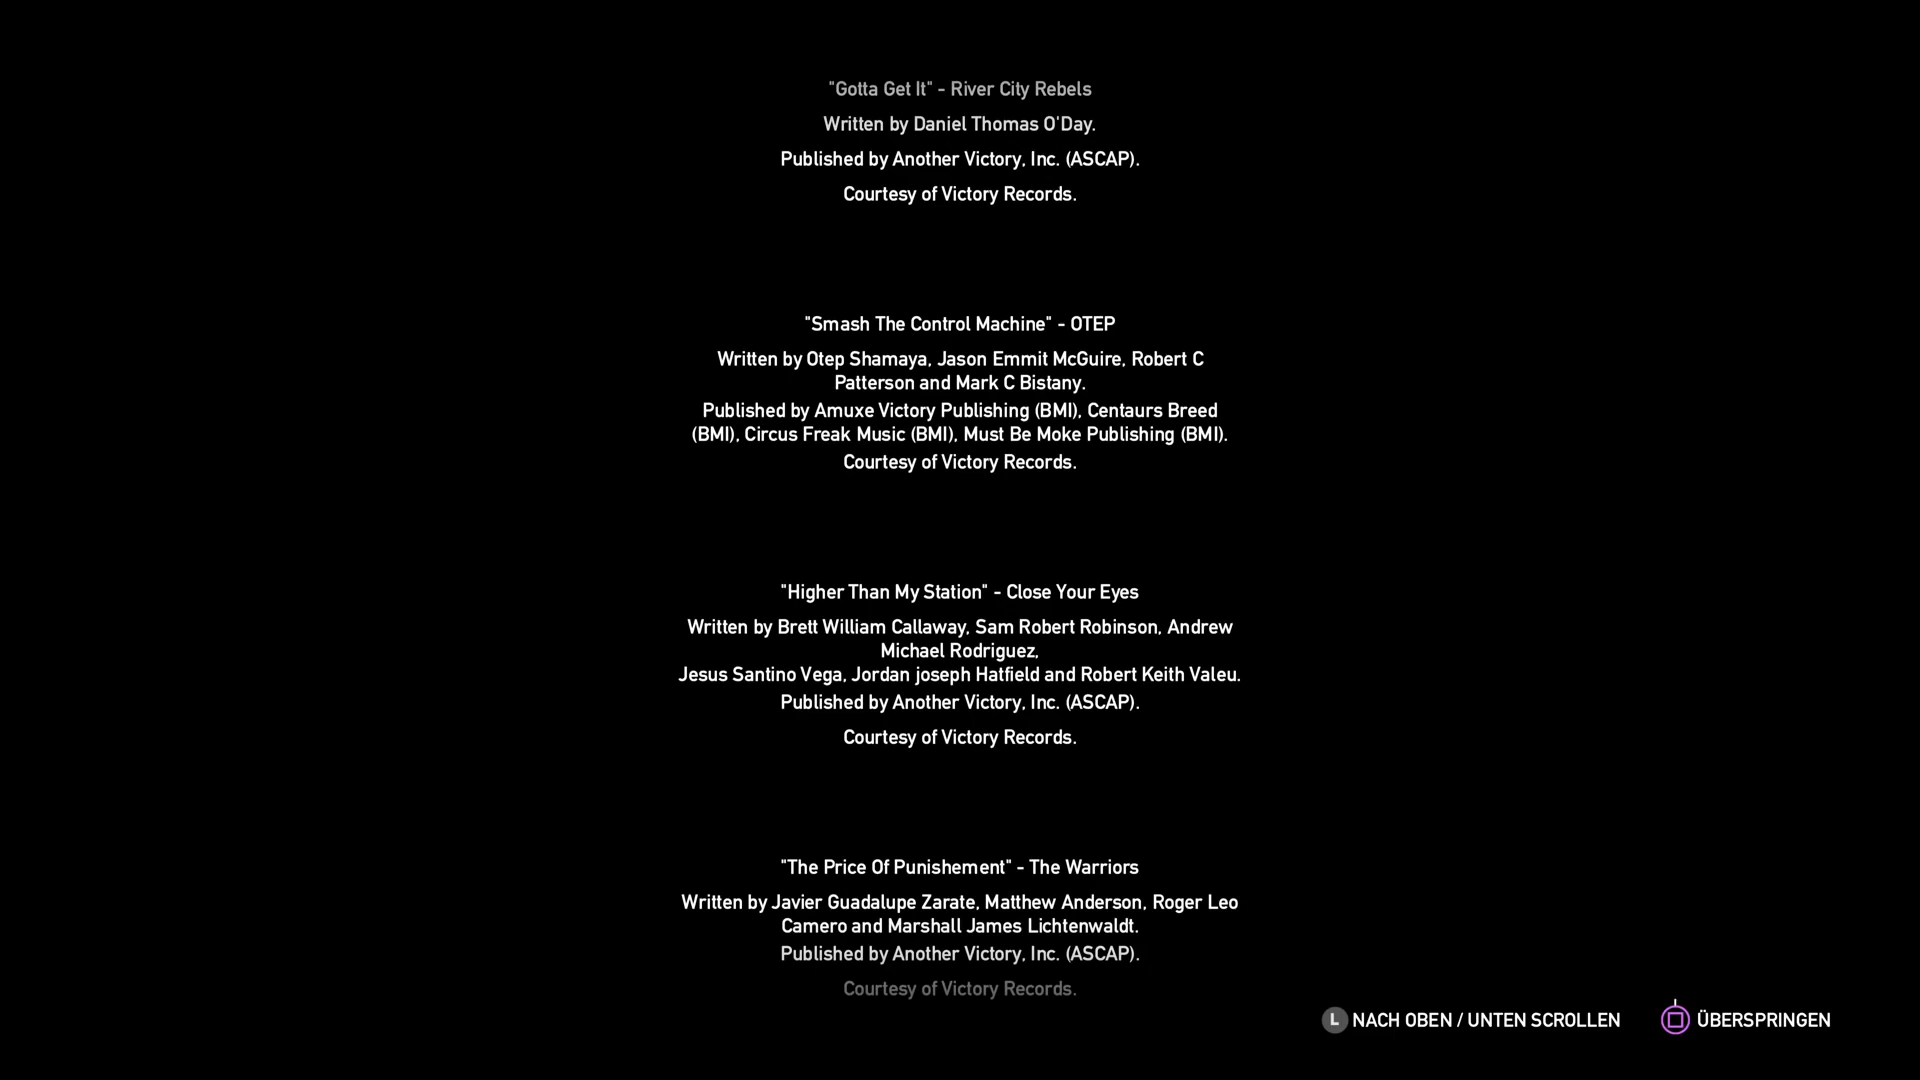 "Gotta Get It" - River City Rebels
Written by Daniel Thomas O'Day.
Published by Another Victory, Inc. (ASCAP).
Courtesy of Victory Records.
"Smash The Control Machine" - OTEP
Written by Otep Shamaya, Jason Emmit McGuire, Robert C
Patterson and Mark C Bistany.
Published by Amuxe Victory Publishing (BMI), Centaurs Breed
(BMI), Circus Freak Music (BMI), Must Be Moke Publishing (BMI).
Courtesy of Victory Records.
"Higher Than My Station" - Close Your Eyes
Written by Brett William Callaway, Sam Robert Robinson, Andrew
Michael Rodriguez,
Jesus Santino Vega, Jordan joseph Hatfield and Robert Keith Valeu.
Published by Another Victory, Inc. (ASCAP).
Courtesy of Victory Records.
"The Price Of Punishement" - The Warriors
Written by Javier Guadalupe Zarate, Matthew Anderson, Roger Leo
Camero and Marshall James Lichtenwaldt.
Published by Another Victory, Inc. (ASCAP).
Courtesy of Victory Records.
L NACH OBEN / UNTEN SCROLLEN ÜBERSPRINGEN